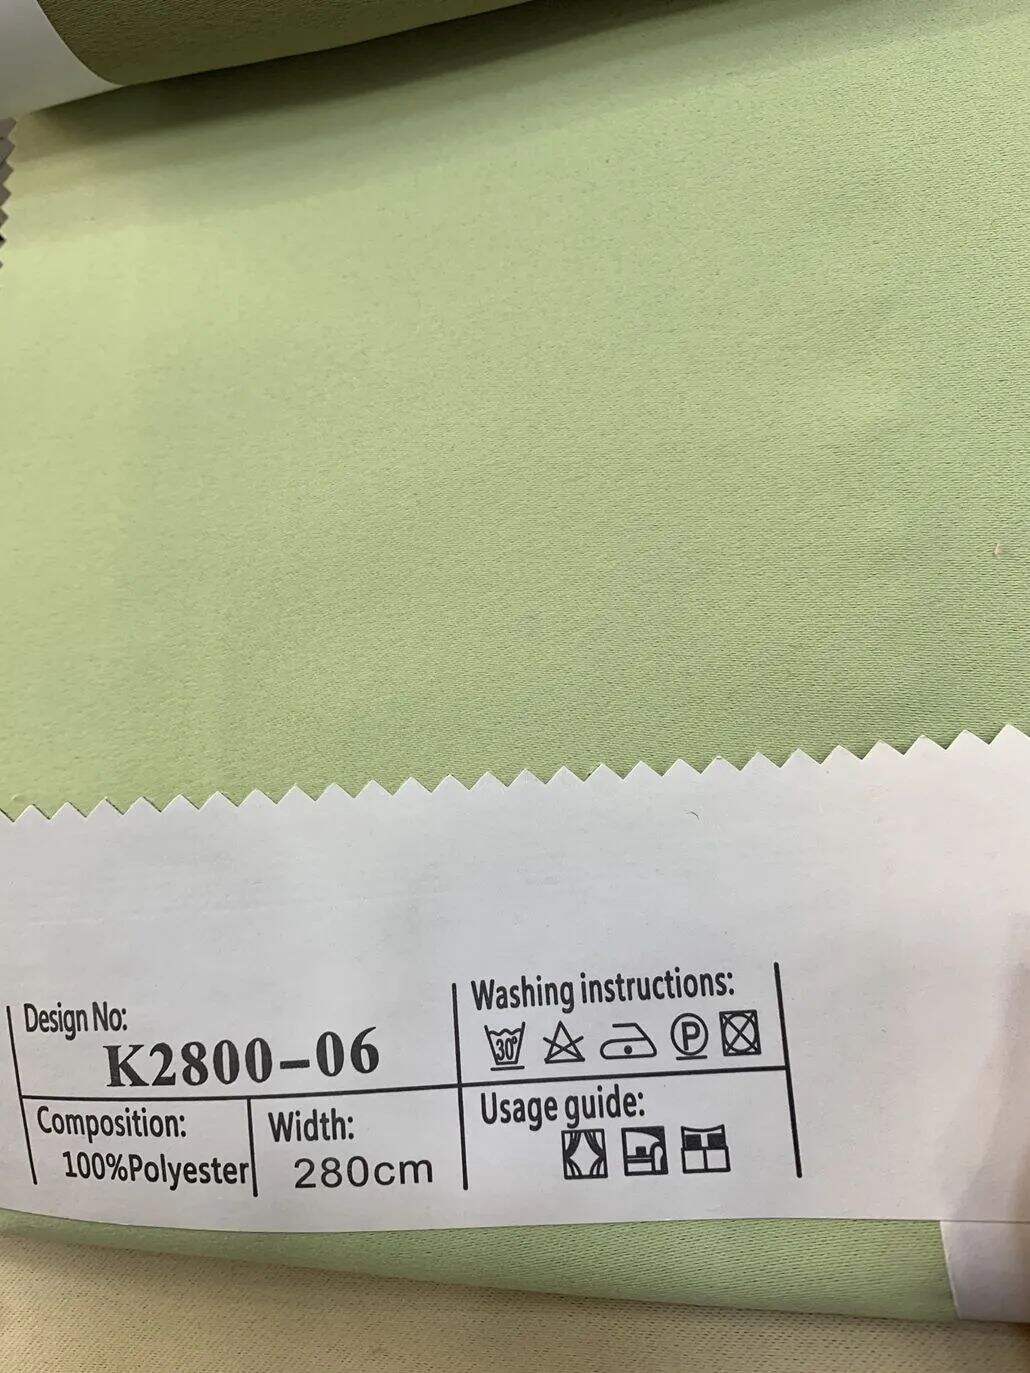 Design No:
K2800-06
Composition:
100%Polyester
Width:
280cm
Washing instructions:
30°
P
Usage guide: